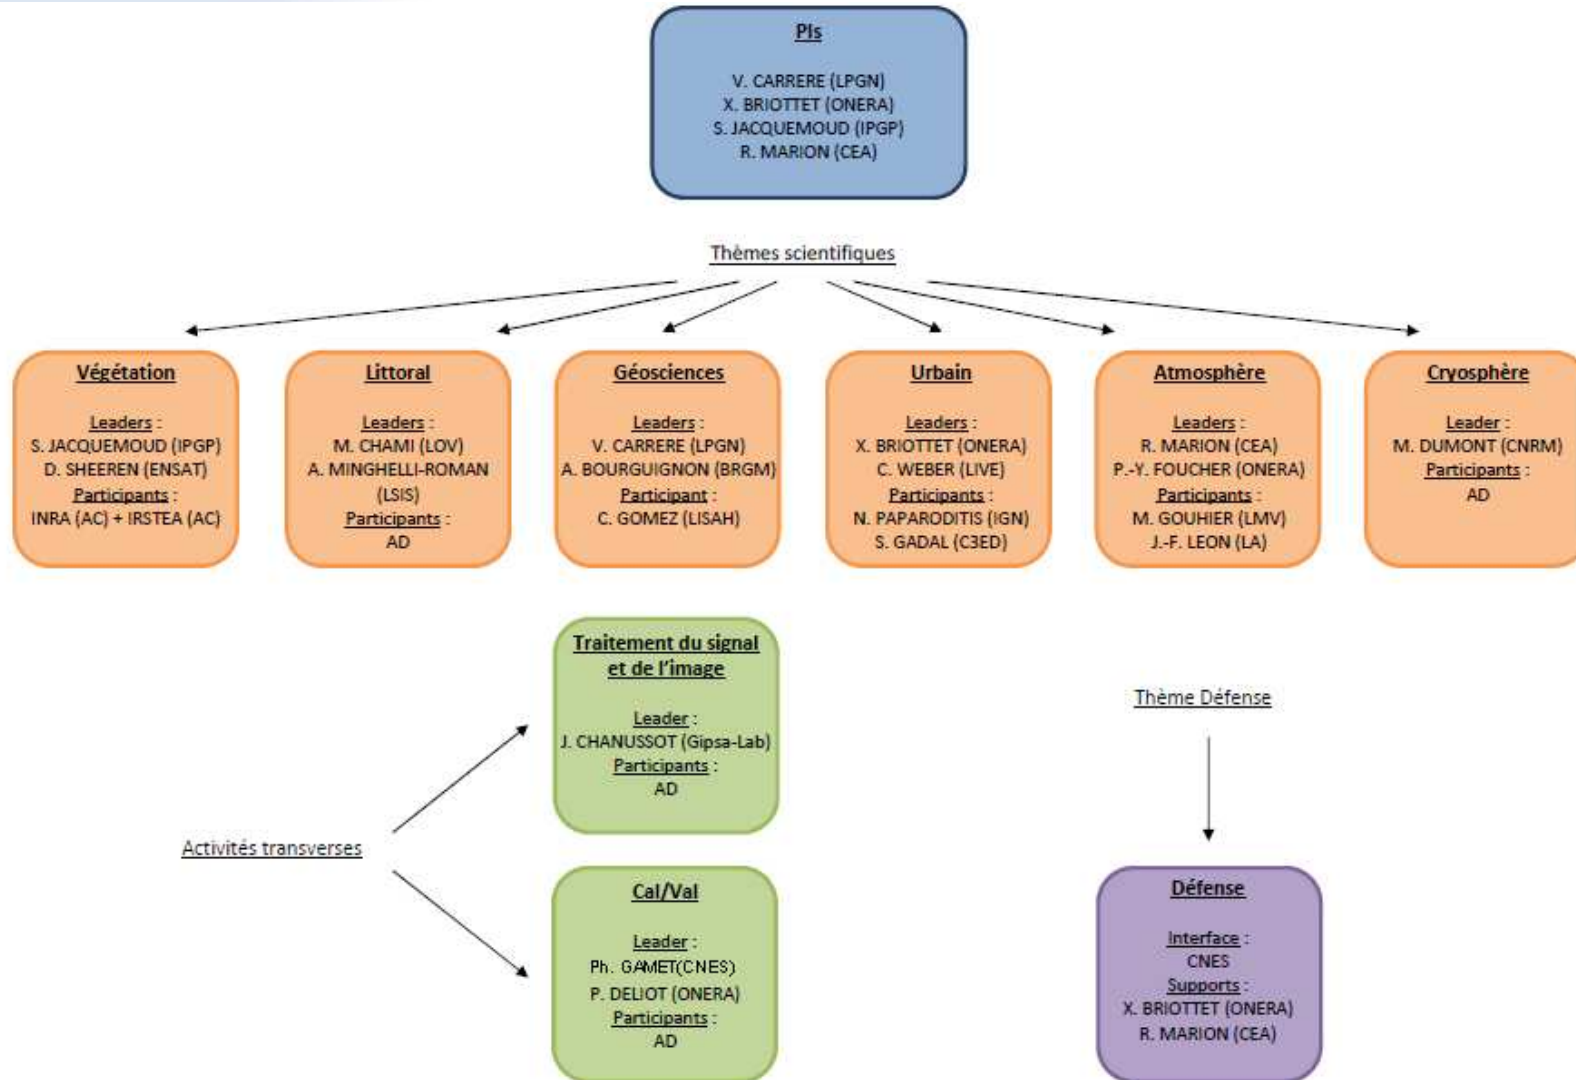 PIs
V. CARRERE (LPGN)
X. BRIOTTET (ONERA)
S. JACQUEMOUD (IPGP)
R. MARION (CEA)
Thèmes scientifiques
Végétation
Leaders :
S. JACQUEMOUD (IPGP)
D. SHEEREN (ENSAT)
Participants :
INRA (AC) + IRSTEA (AC)
Littoral
Leaders :
M. CHAMI (LOV)
A. MINGHELLI-ROMAN
(LSIS)
Participants :
AD
Géosciences
Leaders :
V. CARRERE (LPGN)
A. BOURGUIGNON (BRGM)
Participant :
C. GOMEZ (LISAH)
Urbain
Leaders :
X. BRIOTTET (ONERA)
C. WEBER (LIVE)
Participants :
N. PAPARODITIS (IGN)
S. GADAL (C3ED)
Atmosphère
Leaders :
R. MARION (CEA)
P.-Y. FOUCHER (ONERA)
Participants :
M. GOUHIER (LMV)
J.-F. LEON (LA)
Cryosphère
Leader :
M. DUMONT (CNRM)
Participants :
AD
Activités transverses
Traitement du signal
et de l'image
Leader :
J. CHANUSSOT (Gipsa-Lab)
Participants :
AD
Cal/Val
Leader :
Ph. GAMET(CNES)
P. DELIOT (ONERA)
Participants :
AD
Thème Défense
Défense
Interface :
CNES
Supports :
X. BRIOTTET (ONERA)
R. MARION (CEA)